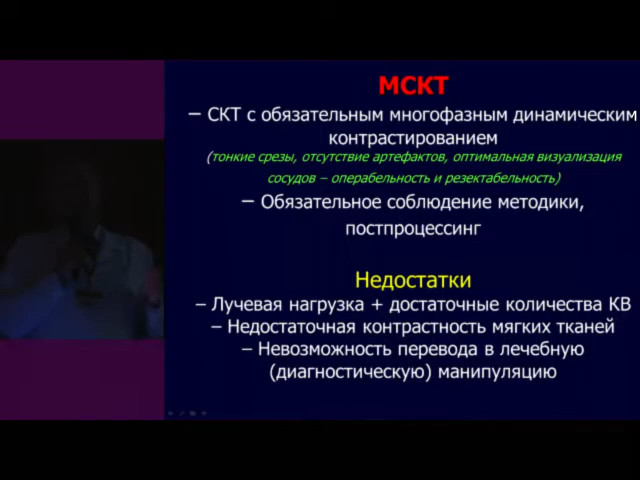 МСКТ
– СКТ с обязательным многофазным динамическим
контрастированием
(тонкие срезы, отсутствие артефактов, оптимальная визуализация
сосудов – операбельность и резектабельность)
– Обязательное соблюдение методики,
постпроцессинг
Недостатки
– Лучевая нагрузка + достаточные количества КВ
– Недостаточная контрастность мягких тканей
– Невозможность перевода в лечебную
(диагностическую) манипуляцию